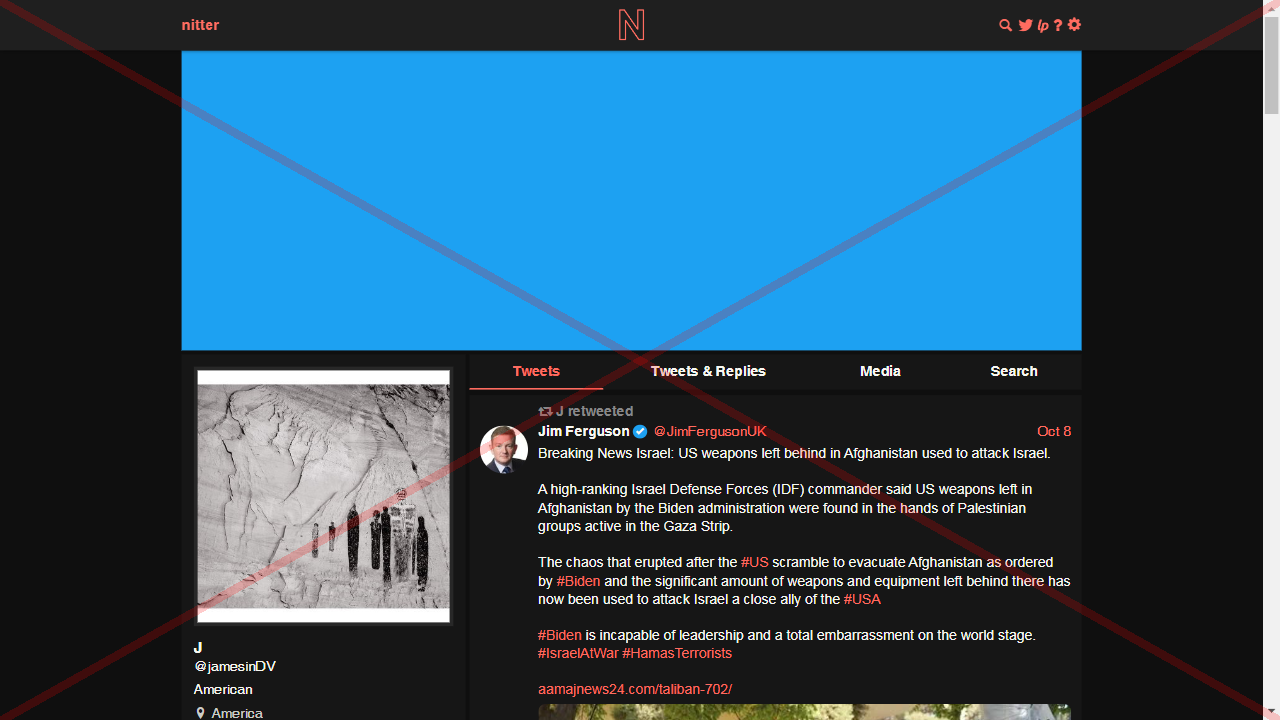 nitter
N
lp ?
Tweets
Tweets & Replies
Media
Search
J retweeted
Jim Ferguson @JimFergusonUK Oct 8
Breaking News Israel: US weapons left behind in Afghanistan used to attack Israel.
A high-ranking Israel Defense Forces (IDF) commander said US weapons left in
Afghanistan by the Biden administration were found in the hands of Palestinian
groups active in the Gaza Strip.
The chaos that erupted after the #US scramble to evacuate Afghanistan as ordered
by #Biden and the significant amount of weapons and equipment left behind there has
now been used to attack Israel a close ally of the #USA
#Biden is incapable of leadership and a total embarrassment on the world stage.
#IsraelAtWar #HamasTerrorists
aamajnews24.com/taliban-702/
J
@jamesinDV
American
America